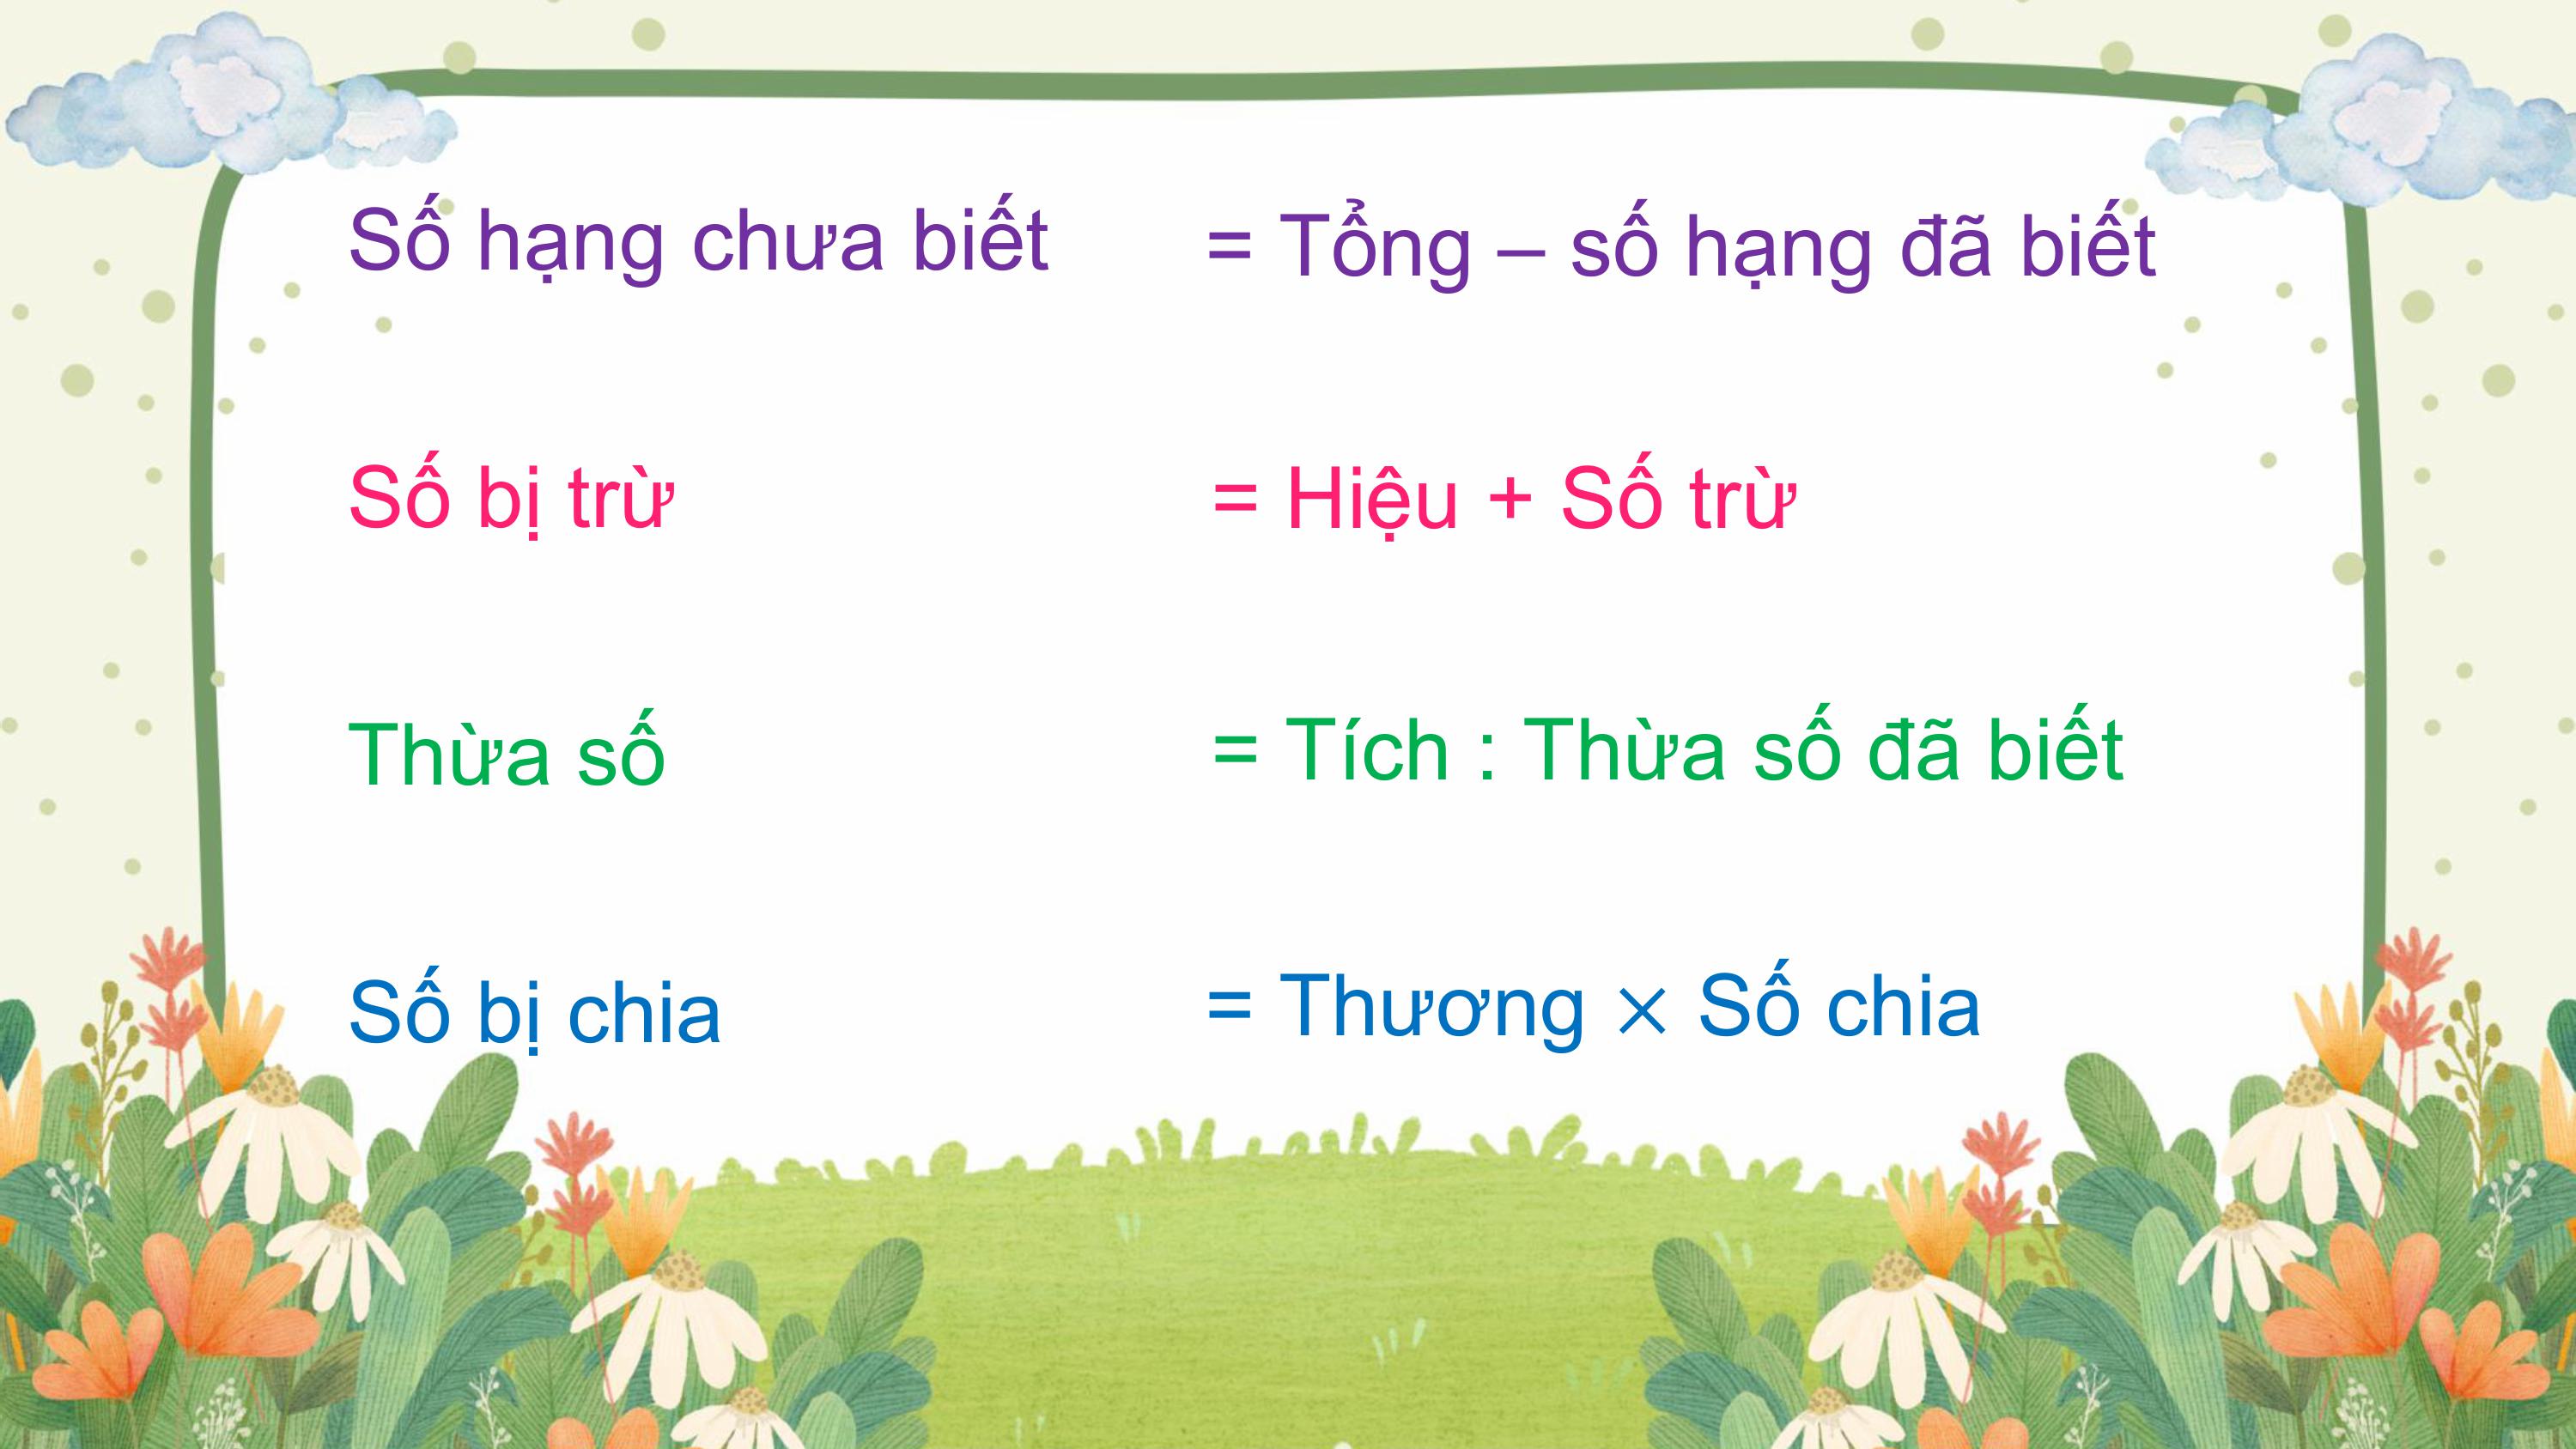 Số hạng chưa biết = Tổng – số hạng đã biết
Số bị trừ = Hiệu + Số trừ
Thừa số = Tích : Thừa số đã biết
Số bị chia = Thương × Số chia